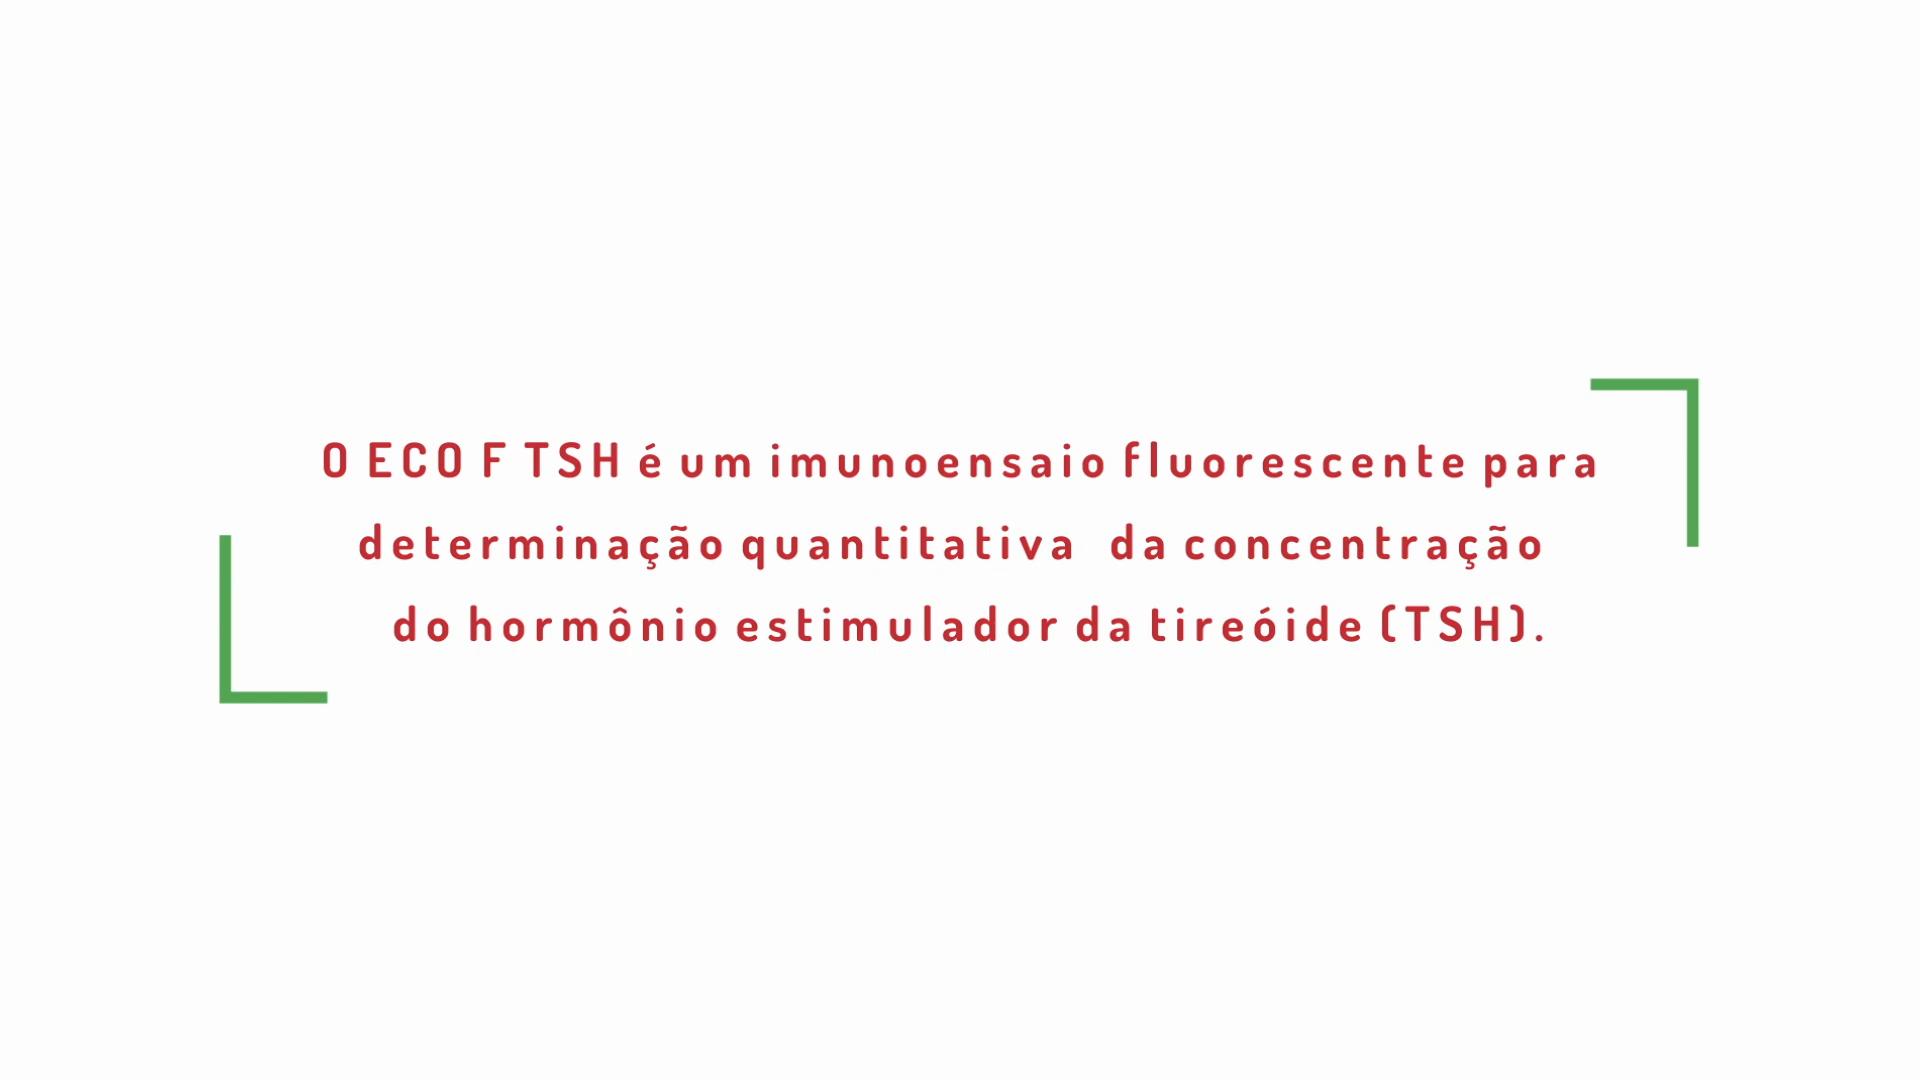 O ECO F TSH é um imunoensaio fluorescente para
determinação quantitativa da concentração
do hormônio estimulador da tireóide (TSH).